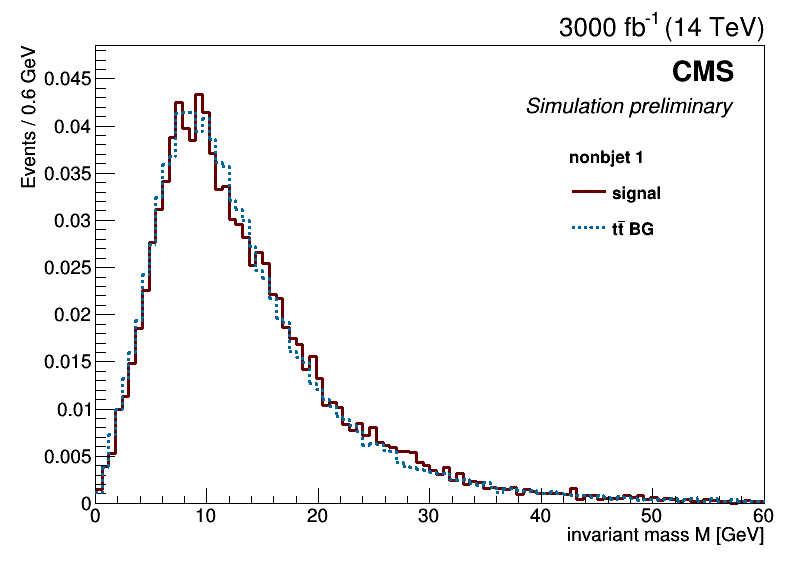 3000 fb⁻¹ (14 TeV)
CMS
Simulation preliminary
nonbjet 1
signal
tt̄ BG
Events / 0.6 GeV
0.045
0.04
0.035
0.03
0.025
0.02
0.015
0.01
0.005
0
0 10 20 30 40 50 60
invariant mass M [GeV]